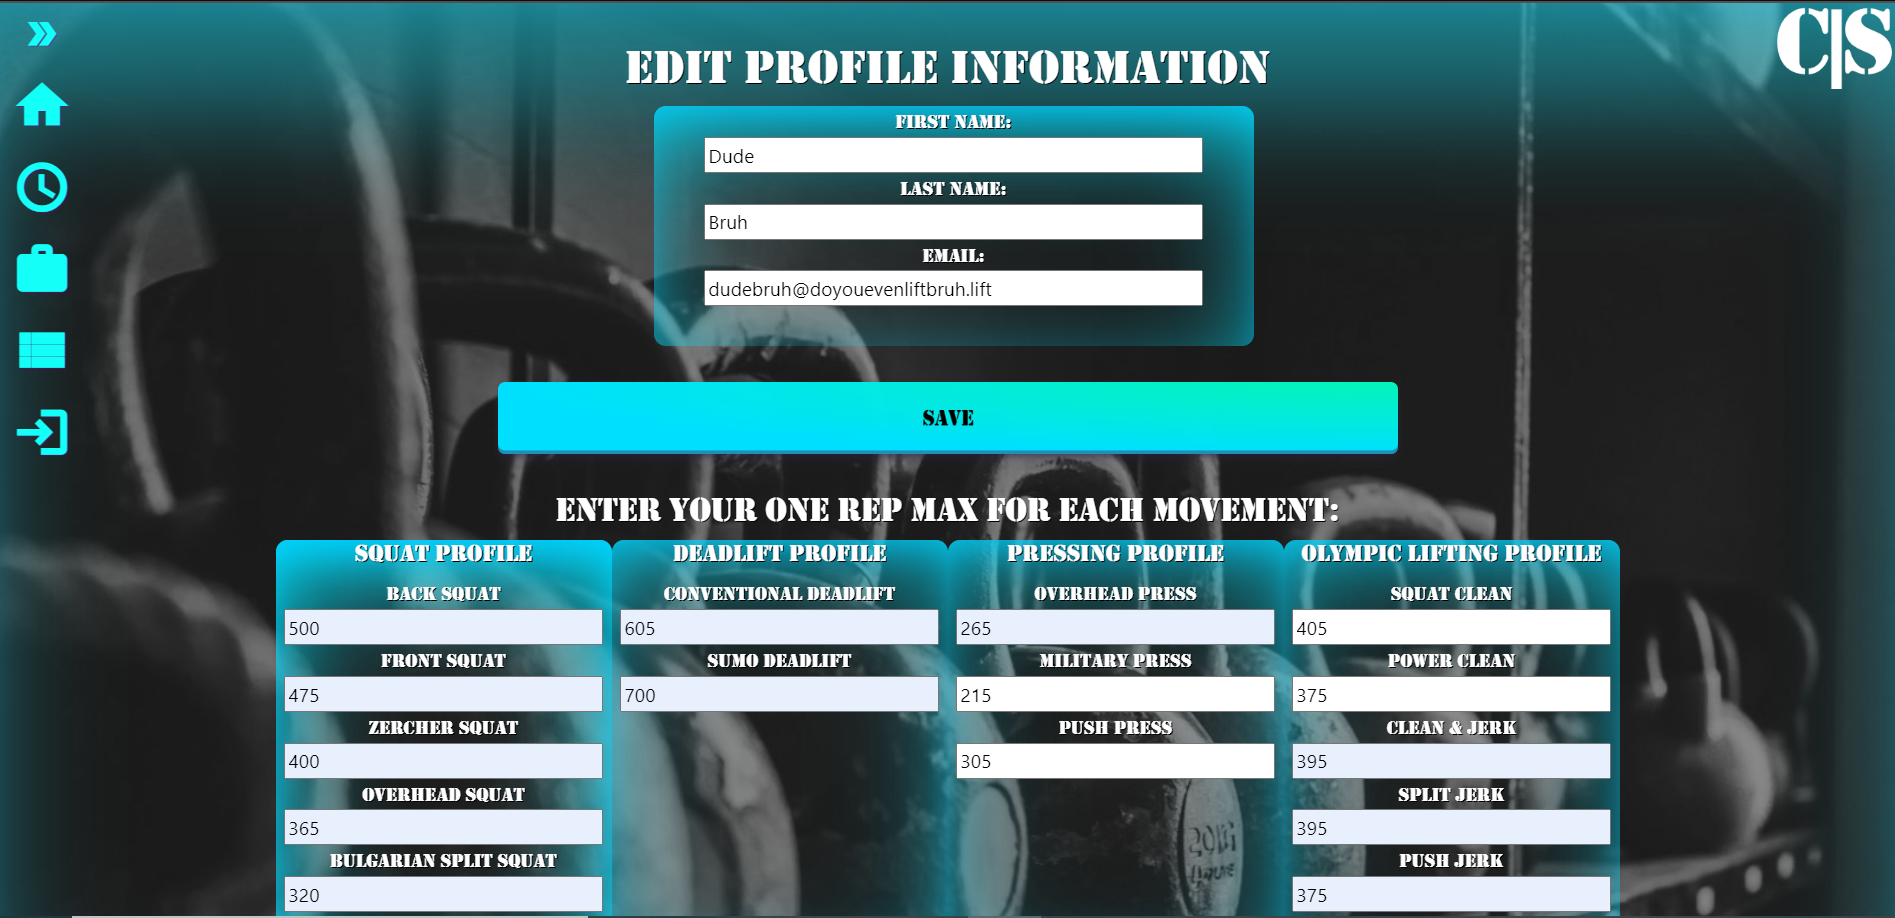 C|S
EDIT PROFILE INFORMATION
FIRST NAME:
Dude
LAST NAME:
Bruh
EMAIL:
dudebruh@doyouevenliftbruh.lift
SAVE
ENTER YOUR ONE REP MAX FOR EACH MOVEMENT:
SQUAT PROFILE
BACK SQUAT
500
FRONT SQUAT
475
ZERCHER SQUAT
400
OVERHEAD SQUAT
365
BULGARIAN SPLIT SQUAT
320
DEADLIFT PROFILE
CONVENTIONAL DEADLIFT
605
SUMO DEADLIFT
700
PRESSING PROFILE
OVERHEAD PRESS
265
MILITARY PRESS
215
PUSH PRESS
305
OLYMPIC LIFTING PROFILE
SQUAT CLEAN
405
POWER CLEAN
375
CLEAN & JERK
395
SPLIT JERK
395
PUSH JERK
375